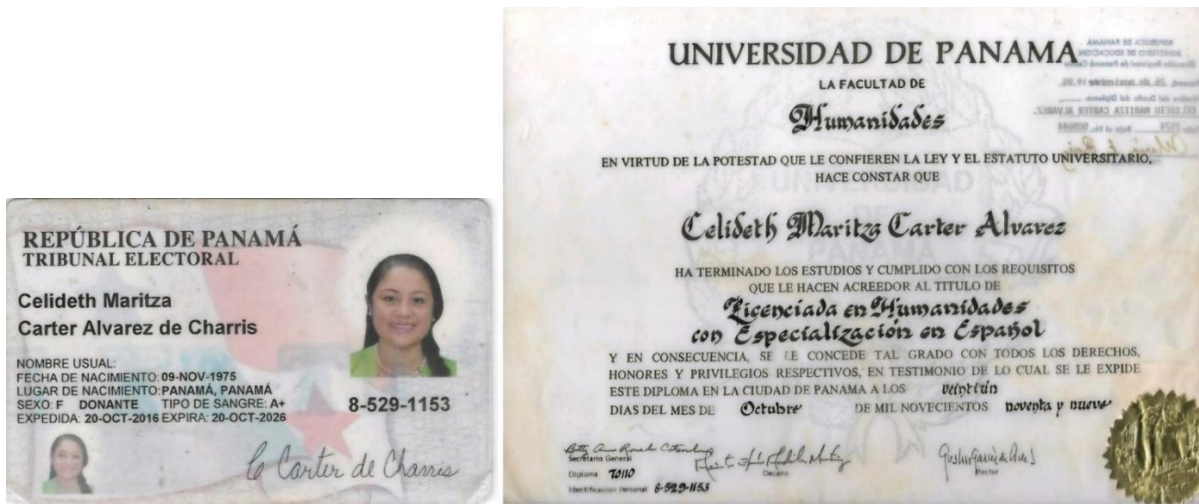 REPÚBLICA DE PANAMÁ
TRIBUNAL ELECTORAL
Celideth Maritza
Carter Alvarez de Charris
NOMBRE USUAL:
FECHA DE NACIMIENTO: 09-NOV-1975
LUGAR DE NACIMIENTO: PANAMÁ, PANAMÁ
SEXO: F DONANTE TIPO DE SANGRE: A+
EXPEDIDA: 20-OCT-2016 EXPIRA: 20-OCT-2026
8-529-1153
C Carter de Charris
UNIVERSIDAD DE PANAMA
LA FACULTAD DE
Humanidades
EN VIRTUD DE LA POTESTAD QUE LE CONFIEREN LA LEY Y EL ESTATUTO UNIVERSITARIO,
HACE CONSTAR QUE
Celideth Maritza Carter Alvarez
HA TERMINADO LOS ESTUDIOS Y CUMPLIDO CON LOS REQUISITOS
QUE LE HACEN ACREEDOR AL TITULO DE
Licenciada en Humanidades
con Especialización en Español
Y EN CONSECUENCIA, SE LE CONCEDE TAL GRADO CON TODOS LOS DERECHOS,
HONORES Y PRIVILEGIOS RESPECTIVOS, EN TESTIMONIO DE LO CUAL SE LE EXPIDE
ESTE DIPLOMA EN LA CIUDAD DE PANAMA A LOS veintiún
DIAS DEL MES DE Octubre DE MIL NOVECIENTOS noventa y nueve
Secretario General
Decano
Rector
Diploma 70110
Identificacion Personal 8-529-1153